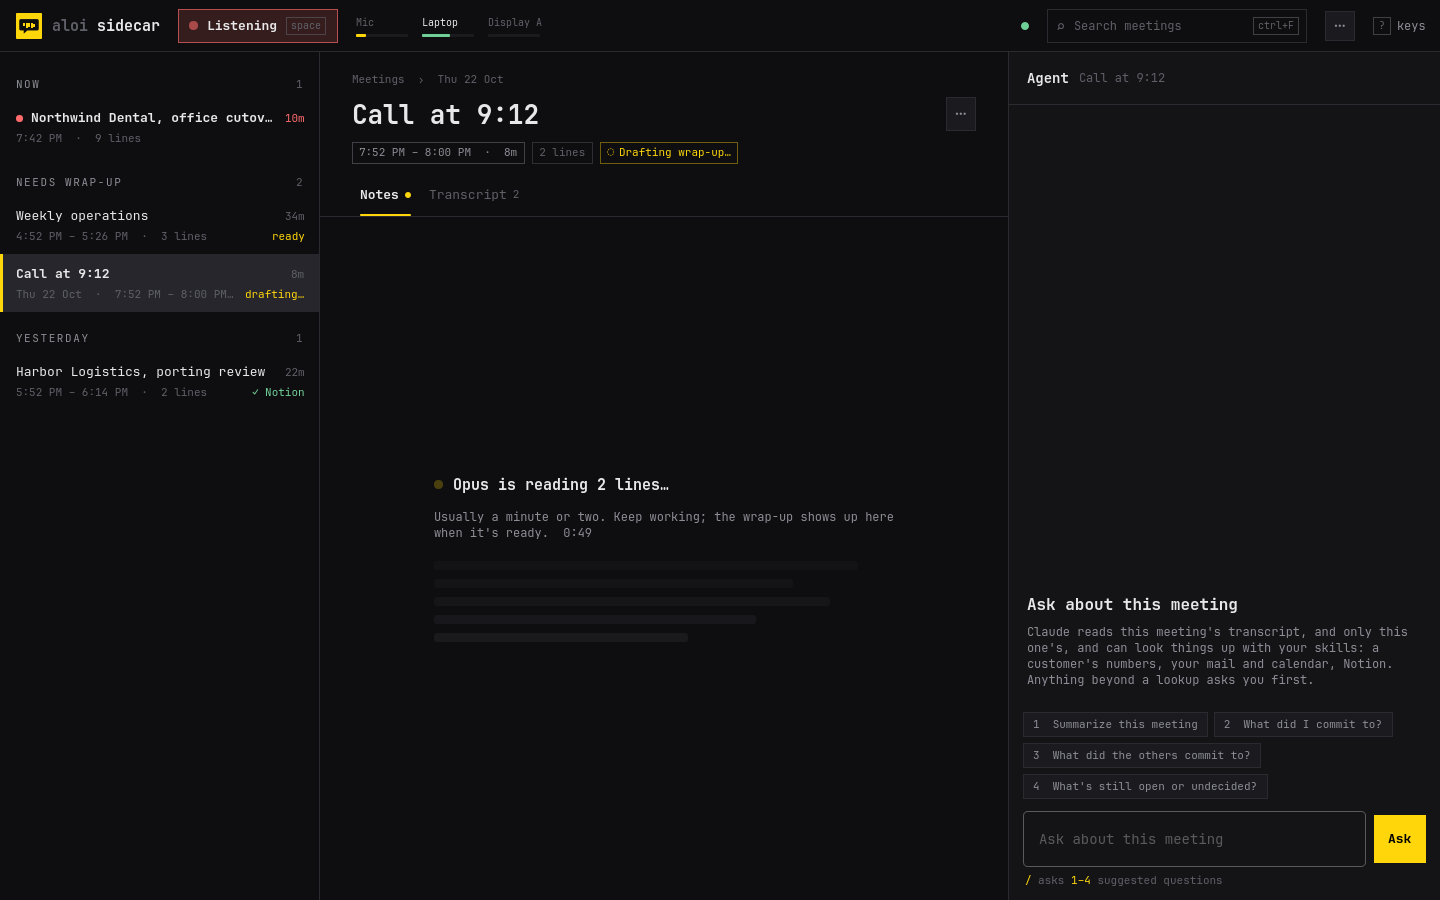 aloi sidecar
Listening space
Mic
Laptop
Display A
Search meetings ctrl+F
…
? keys
NOW 1
Northwind Dental, office cutov… 10m
7:42 PM · 9 lines
NEEDS WRAP-UP 2
Weekly operations 34m
4:52 PM – 5:26 PM · 3 lines ready
Call at 9:12 8m
Thu 22 Oct · 7:52 PM – 8:00 PM… drafting…
YESTERDAY 1
Harbor Logistics, porting review 22m
5:52 PM – 6:14 PM · 2 lines ✓ Notion
Meetings › Thu 22 Oct
Call at 9:12
…
7:52 PM – 8:00 PM · 8m
2 lines
Drafting wrap-up…
Notes
Transcript 2
Opus is reading 2 lines…
Usually a minute or two. Keep working; the wrap-up shows up here
when it's ready. 0:49
Agent Call at 9:12
Ask about this meeting
Claude reads this meeting's transcript, and only this
one's, and can look things up with your skills: a
customer's numbers, your mail and calendar, Notion.
Anything beyond a lookup asks you first.
1 Summarize this meeting
2 What did I commit to?
3 What did the others commit to?
4 What's still open or undecided?
Ask about this meeting
Ask
/ asks 1–4 suggested questions